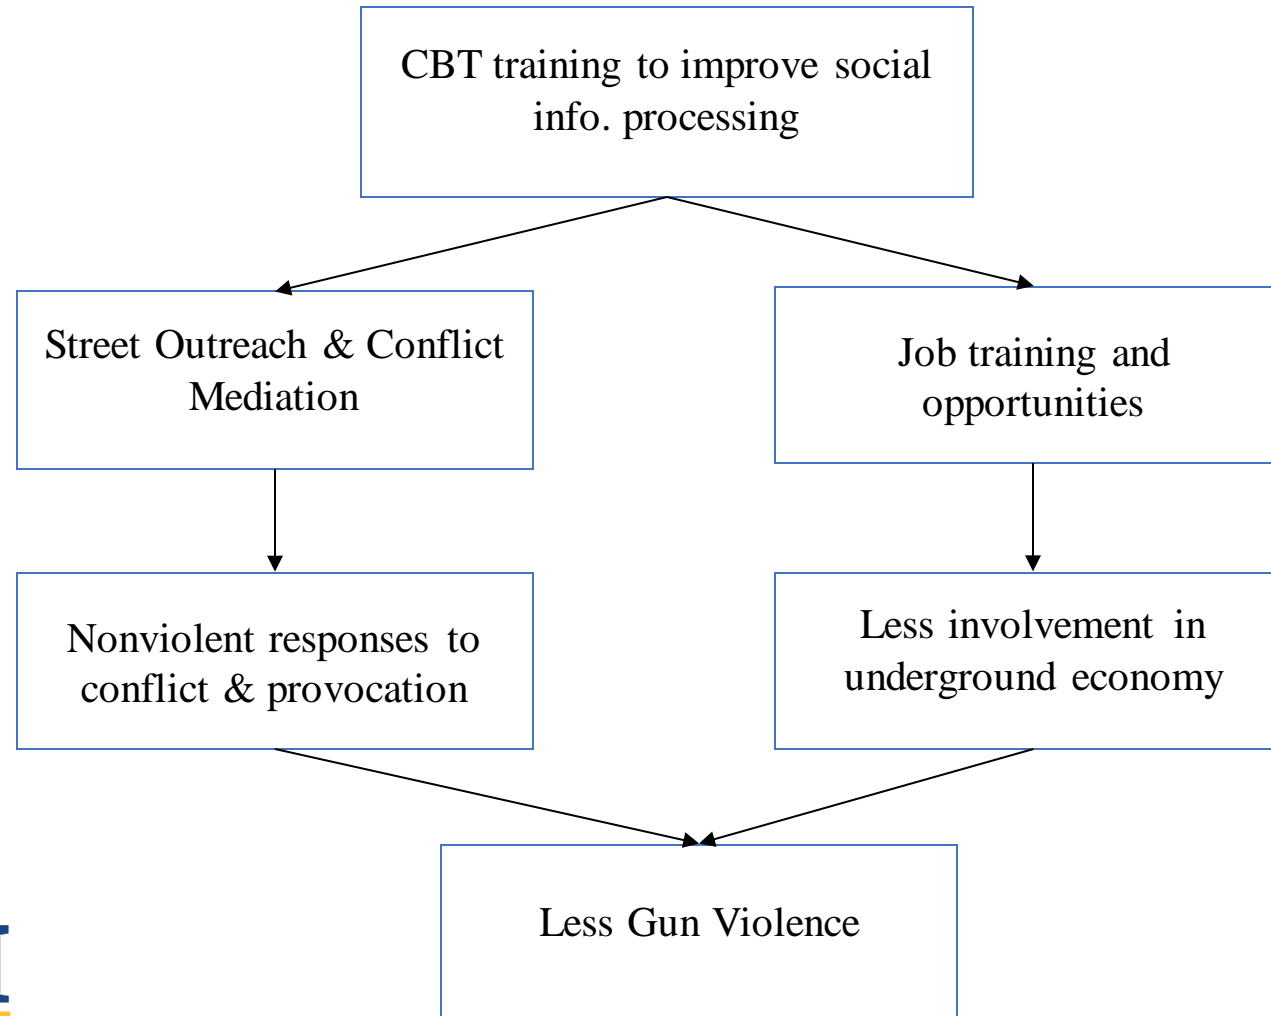 CBT training to improve social
info. processing
Street Outreach & Conflict
Mediation
Job training and
opportunities
Nonviolent responses to
conflict & provocation
Less involvement in
underground economy
Less Gun Violence